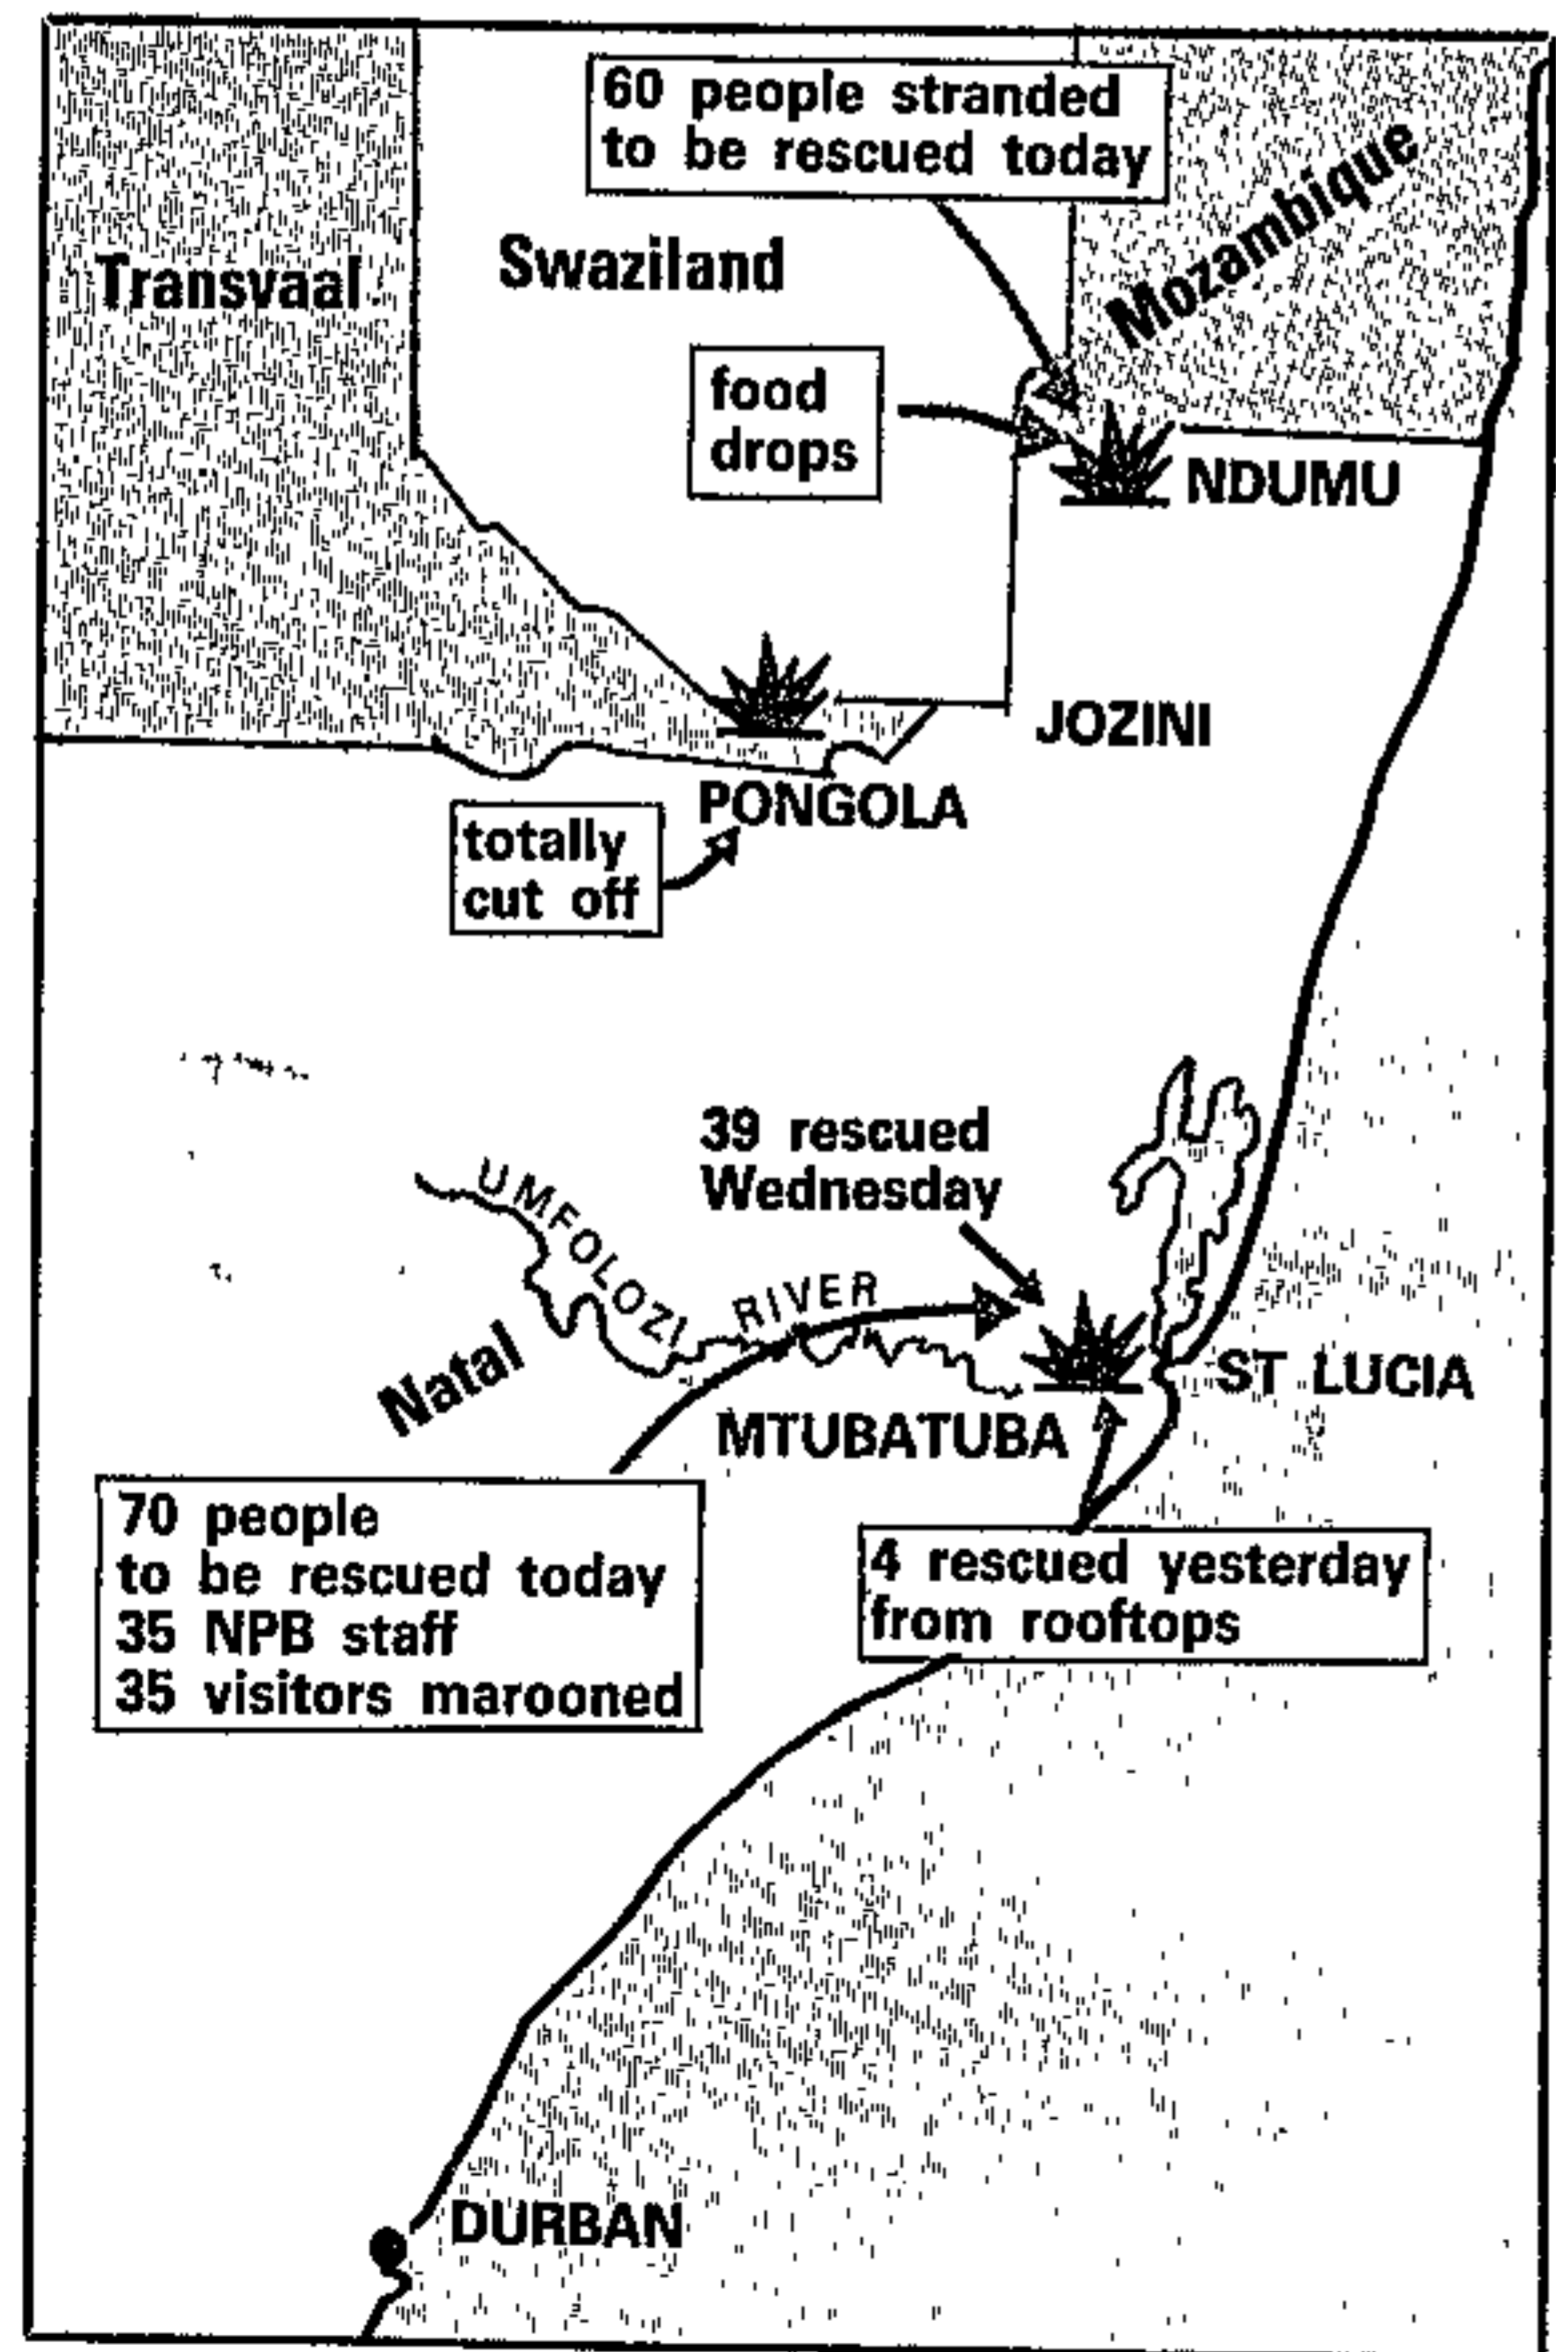 60 people stranded
to be rescued today
Mozambique
Transvaal
Swaziland
food
drops
NDUMU
JOZINI
PONGOLA
totally
cut off
39 rescued
Wednesday
UMFOLOZI RIVER
Natal
ST LUCIA
MTUBATUBA
70 people
to be rescued today
35 NPB staff
35 visitors marooned
4 rescued yesterday
from rooftops
DURBAN